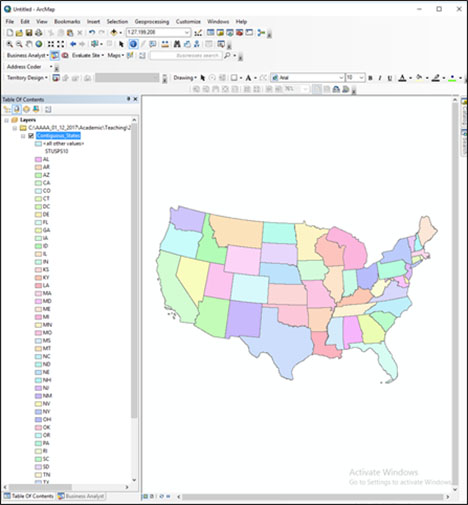 Untitled - ArcMap
File Edit View Bookmarks Insert Selection Geoprocessing Customize Windows Help
1:27,199,208
Business Analyst Evaluate Site Maps Businesses search
Address Coder
Territory Design Drawing A Arial 10 B I U A
Table Of Contents
Layers
C:\AAAA_01_12_2017\Academic\Teaching\2
Contiguous_States
<all other values>
STUSPS10
AL
AR
AZ
CA
CO
CT
DC
DE
FL
GA
IA
ID
IL
IN
KS
KY
LA
MA
MD
ME
MI
MN
MO
MS
MT
NC
ND
NE
NH
NJ
NM
NV
NY
OH
OK
OR
PA
RI
SC
SD
TN
TX
Table Of Contents Business Analyst
Catalog
Search
Activate Windows
Go to Settings to activate Windows